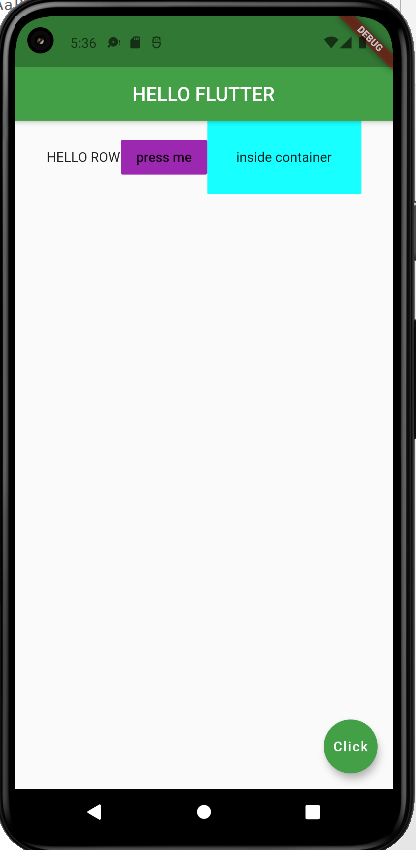 5:36
DEBUG
HELLO FLUTTER
HELLO ROW press me inside container
Click